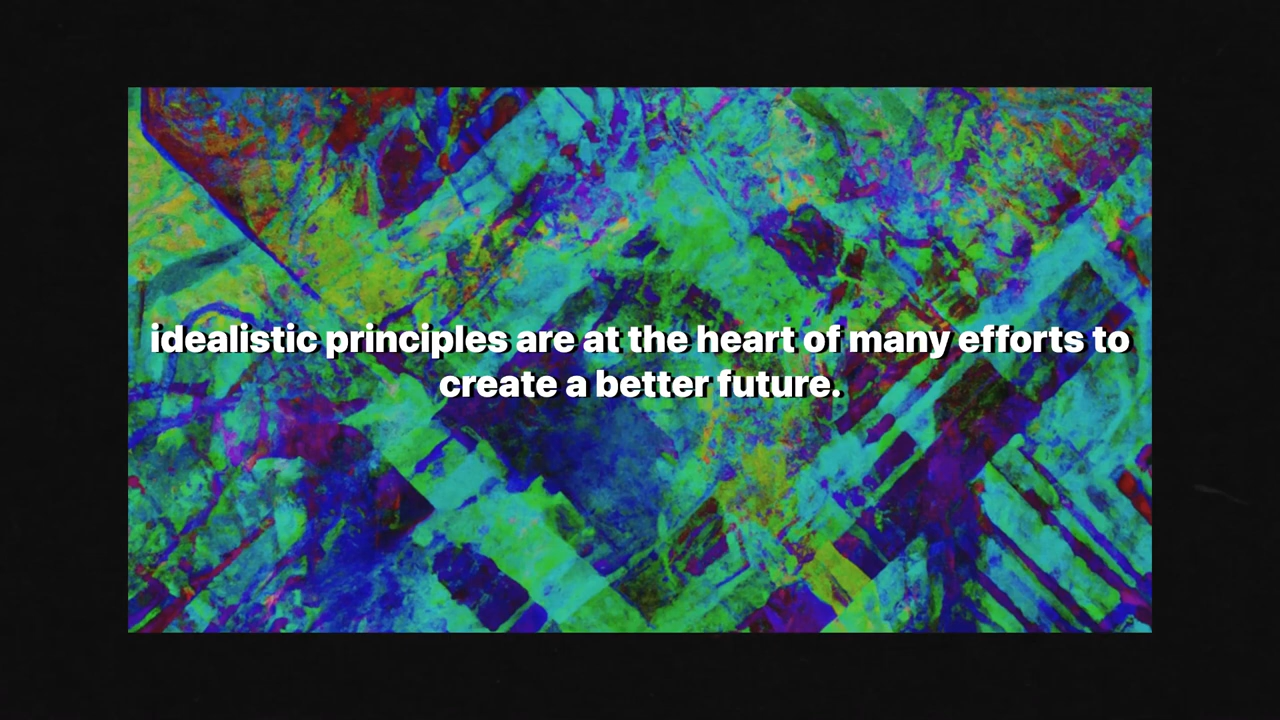 idealistic principles are at the heart of many efforts to
create a better future.